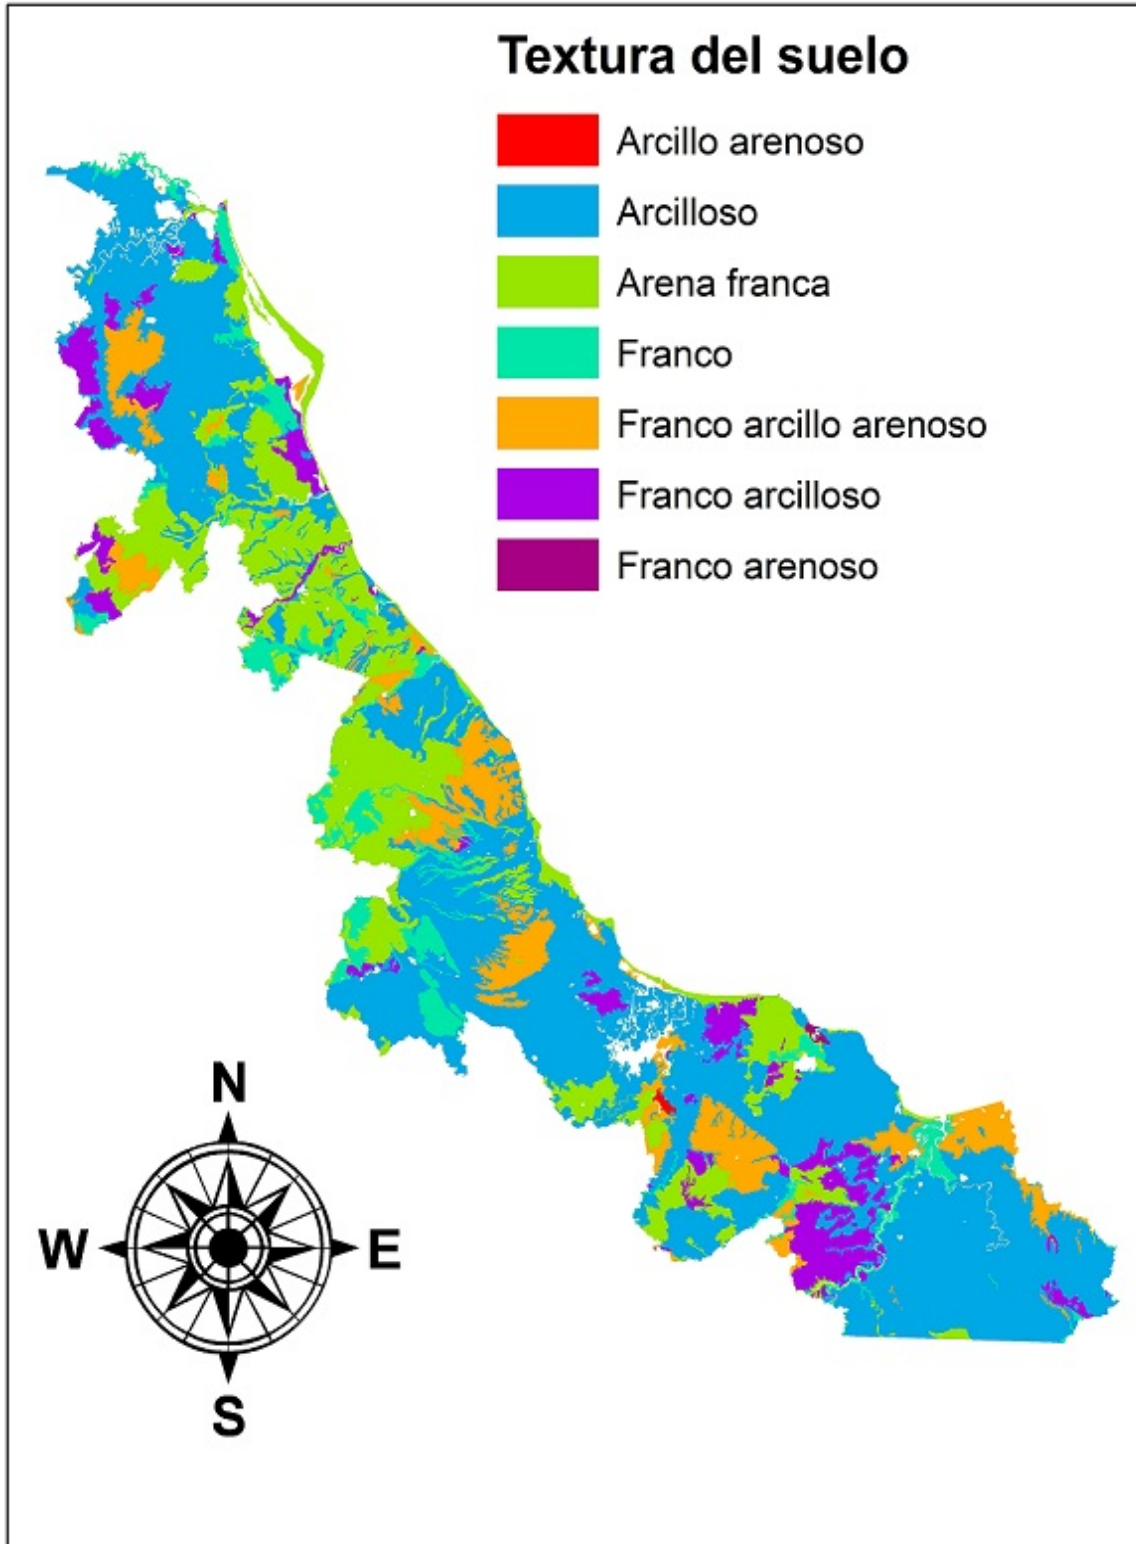 Textura del suelo
Arcillo arenoso
Arcilloso
Arena franca
Franco
Franco arcillo arenoso
Franco arcilloso
Franco arenoso
N
W E
S